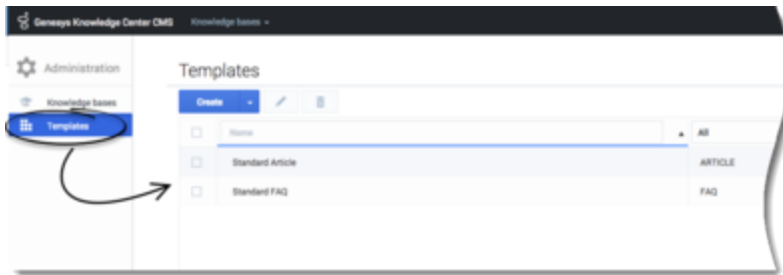 Genesys Knowledge Center CMS Knowledge bases
Administration
Knowledge bases
Templates
Templates
Create
Name All
Standard Article ARTICLE
Standard FAQ FAQ